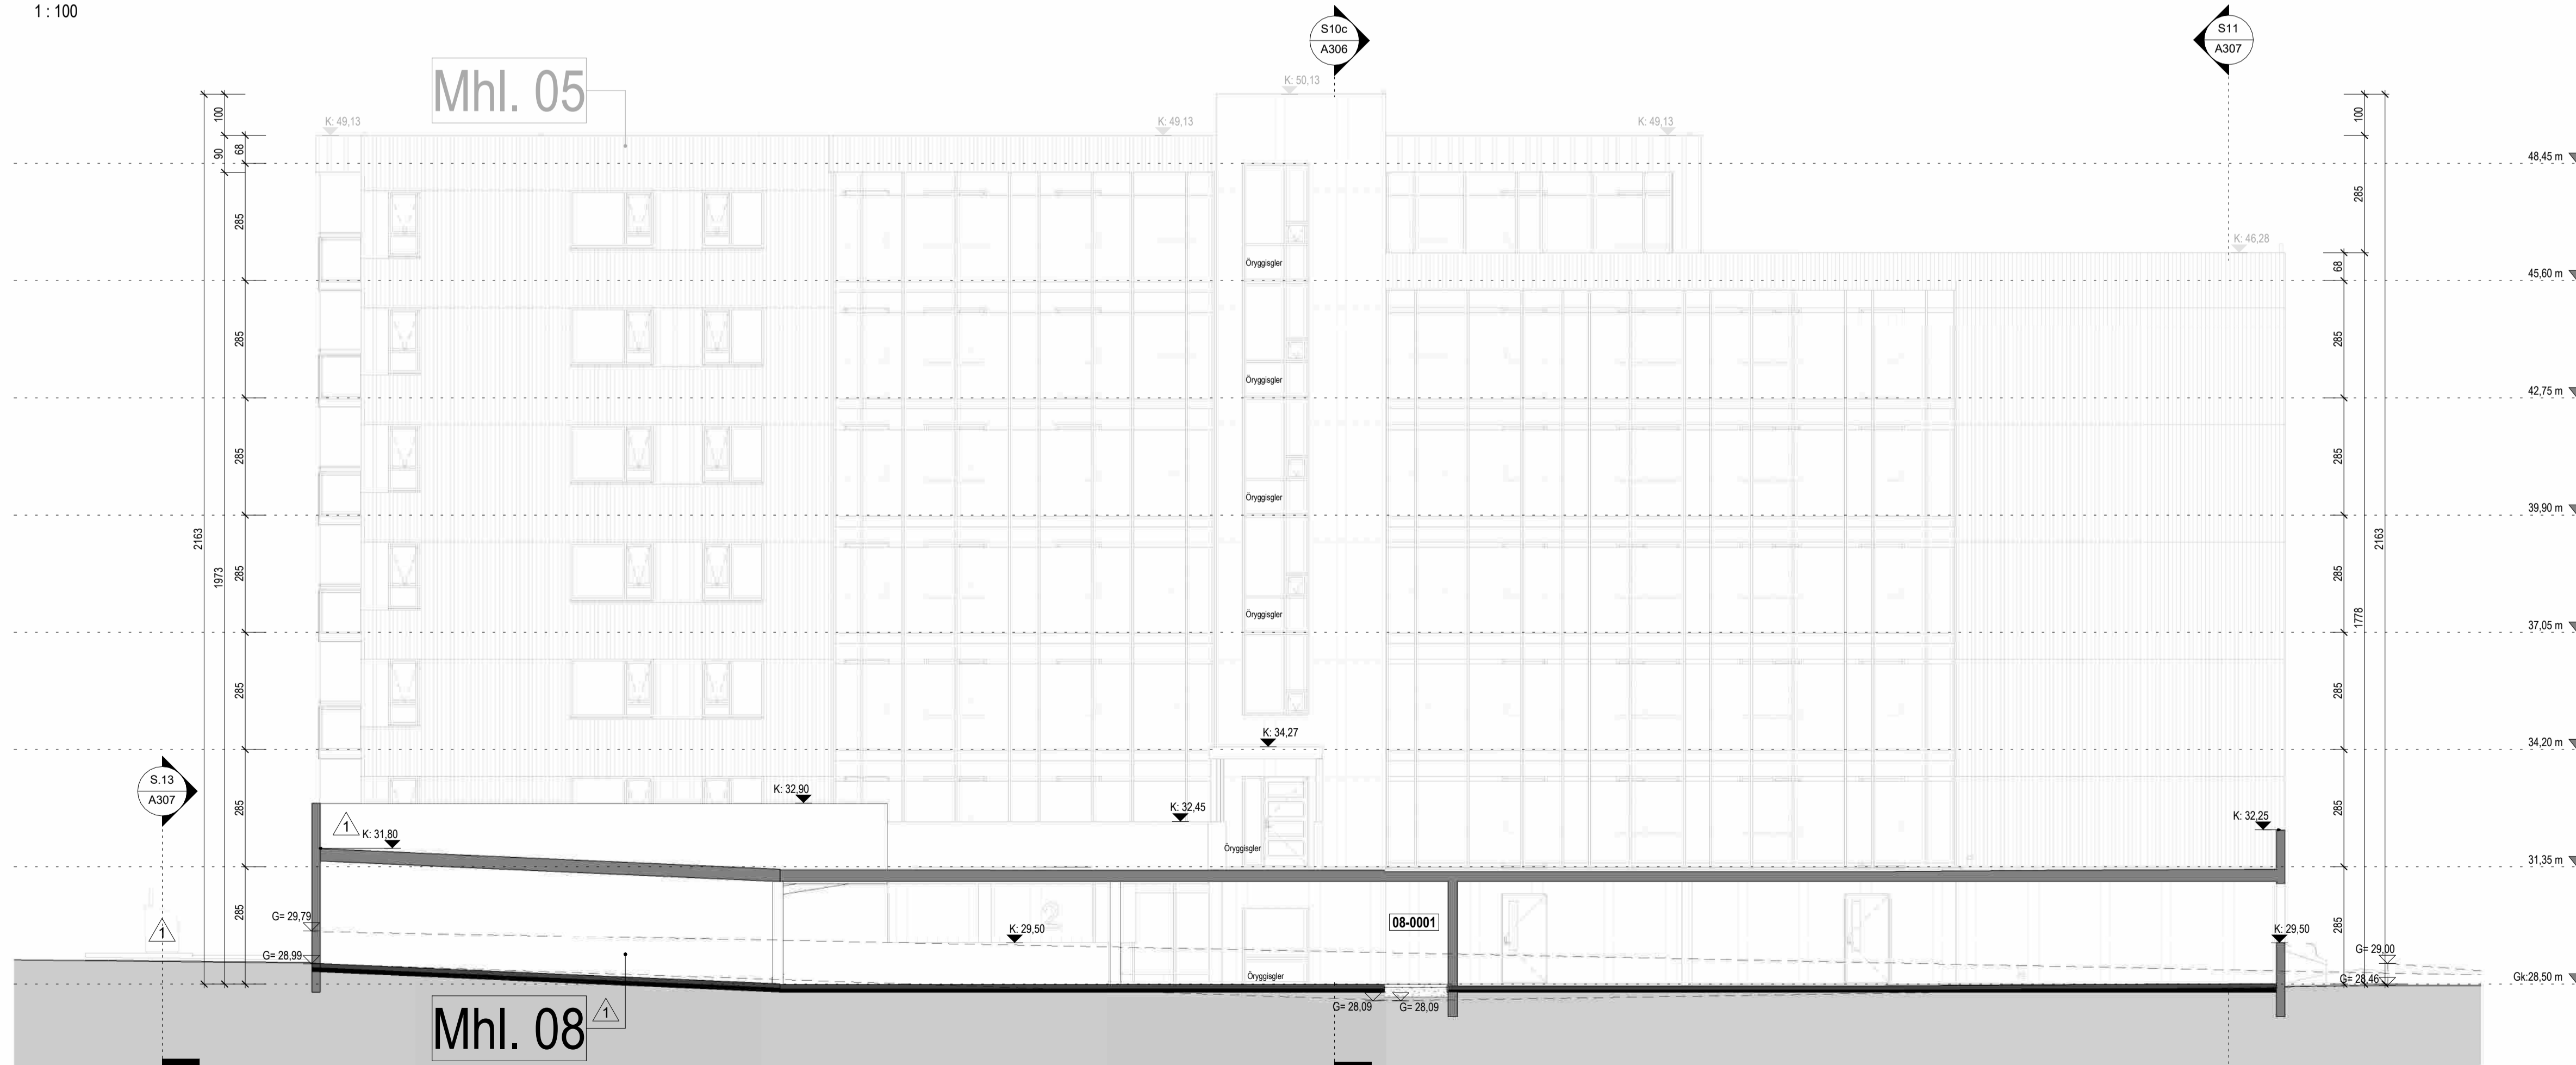 1 : 100
S10c
A306
S11
A307
Mhl. 05
K: 50,13
K: 49,13
K: 49,13
K: 49,13
100
90
68
100
48,45 m
285
285
K: 46,28
Öryggisgler
68
45,60 m
285
285
Öryggisgler
42,75 m
285
285
Öryggisgler
39,90 m
2163
1973
285
285
2163
Öryggisgler
1778
37,05 m
285
285
K: 34,27
34,20 m
S.13
A307
K: 32,90
K: 32,45
285
285
K: 32,25
1
K: 31,80
Öryggisgler
31,35 m
2
G= 29,79
285
08-0001
285
1
K: 29,50
K: 29,50
G= 28,99
G= 29,00
Öryggisgler
G= 28,46
Gk:28,50 m
G= 28,09
G= 28,09
Mhl. 08
1